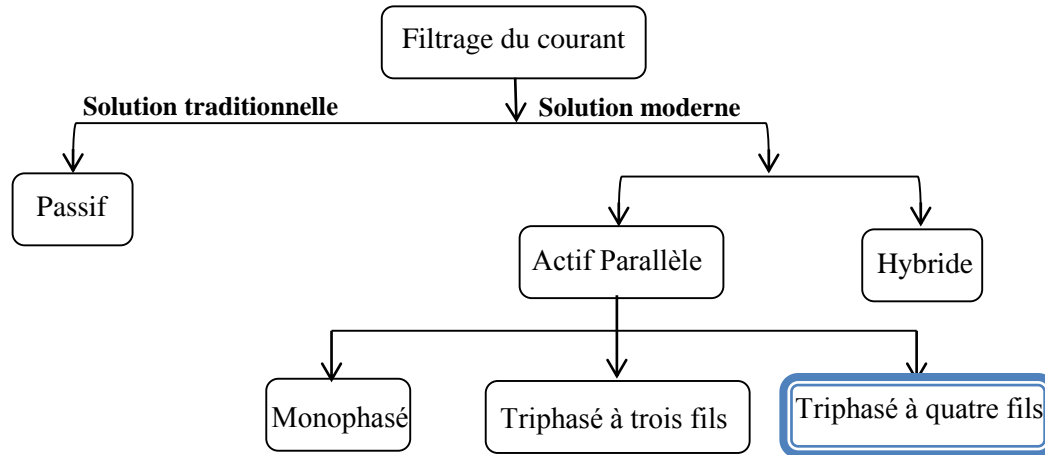 Filtrage du courant
Solution traditionnelle
Solution moderne
Passif
Actif Parallèle
Hybride
Monophasé
Triphasé à trois fils
Triphasé à quatre fils